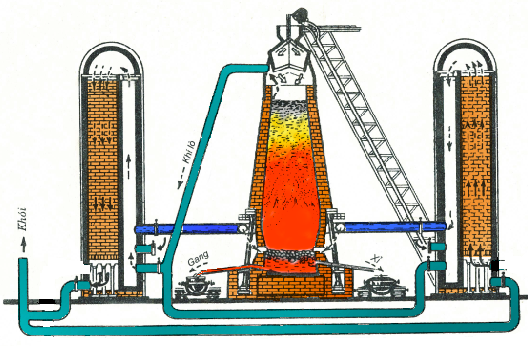 Khí lò
Khói
Gang
Xỉ